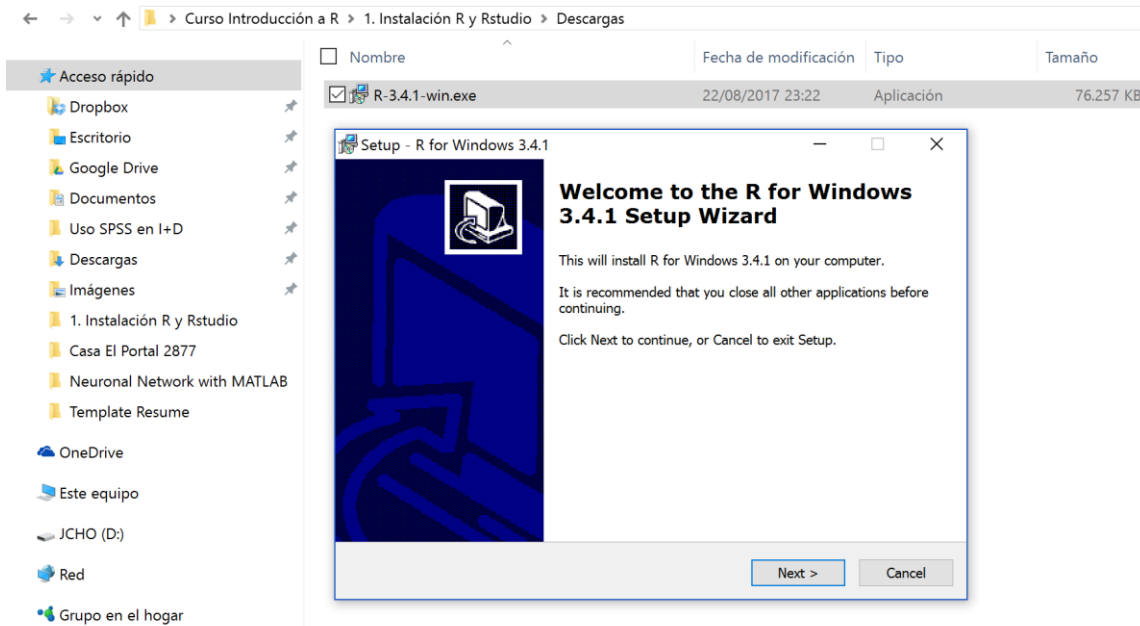 Curso Introducción a R > 1. Instalación R y Rstudio > Descargas
Nombre Fecha de modificación Tipo Tamaño
Acceso rápido
R-3.4.1-win.exe 22/08/2017 23:22 Aplicación 76.257 KB
Dropbox
Escritorio
Google Drive
Documentos
Uso SPSS en I+D
Descargas
Imágenes
1. Instalación R y Rstudio
Casa El Portal 2877
Neuronal Network with MATLAB
Template Resume
OneDrive
Este equipo
JCHO (D:)
Red
Grupo en el hogar
Setup - R for Windows 3.4.1
Welcome to the R for Windows
3.4.1 Setup Wizard
This will install R for Windows 3.4.1 on your computer.
It is recommended that you close all other applications before
continuing.
Click Next to continue, or Cancel to exit Setup.
Next > Cancel